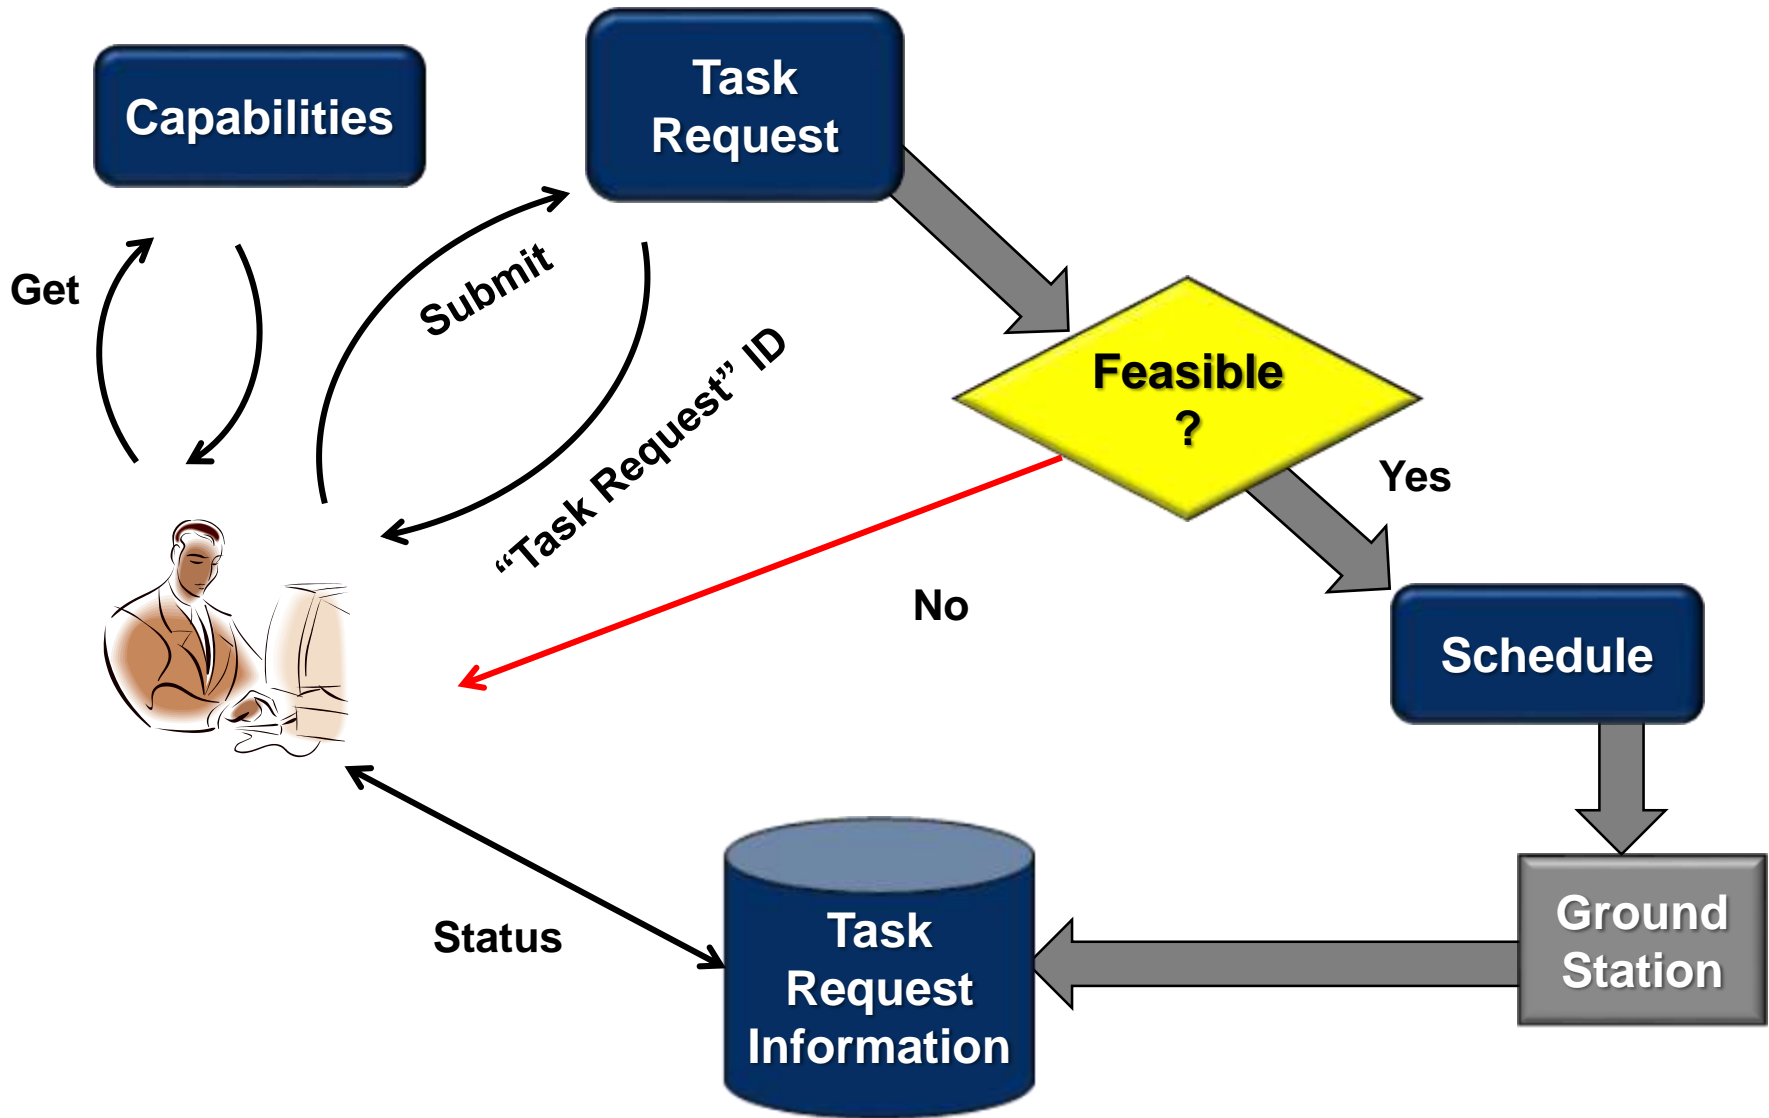 Capabilities
Task
Request
Get
Submit
“Task Request” ID
Feasible
?
Yes
No
Schedule
Status
Task
Request
Information
Ground
Station